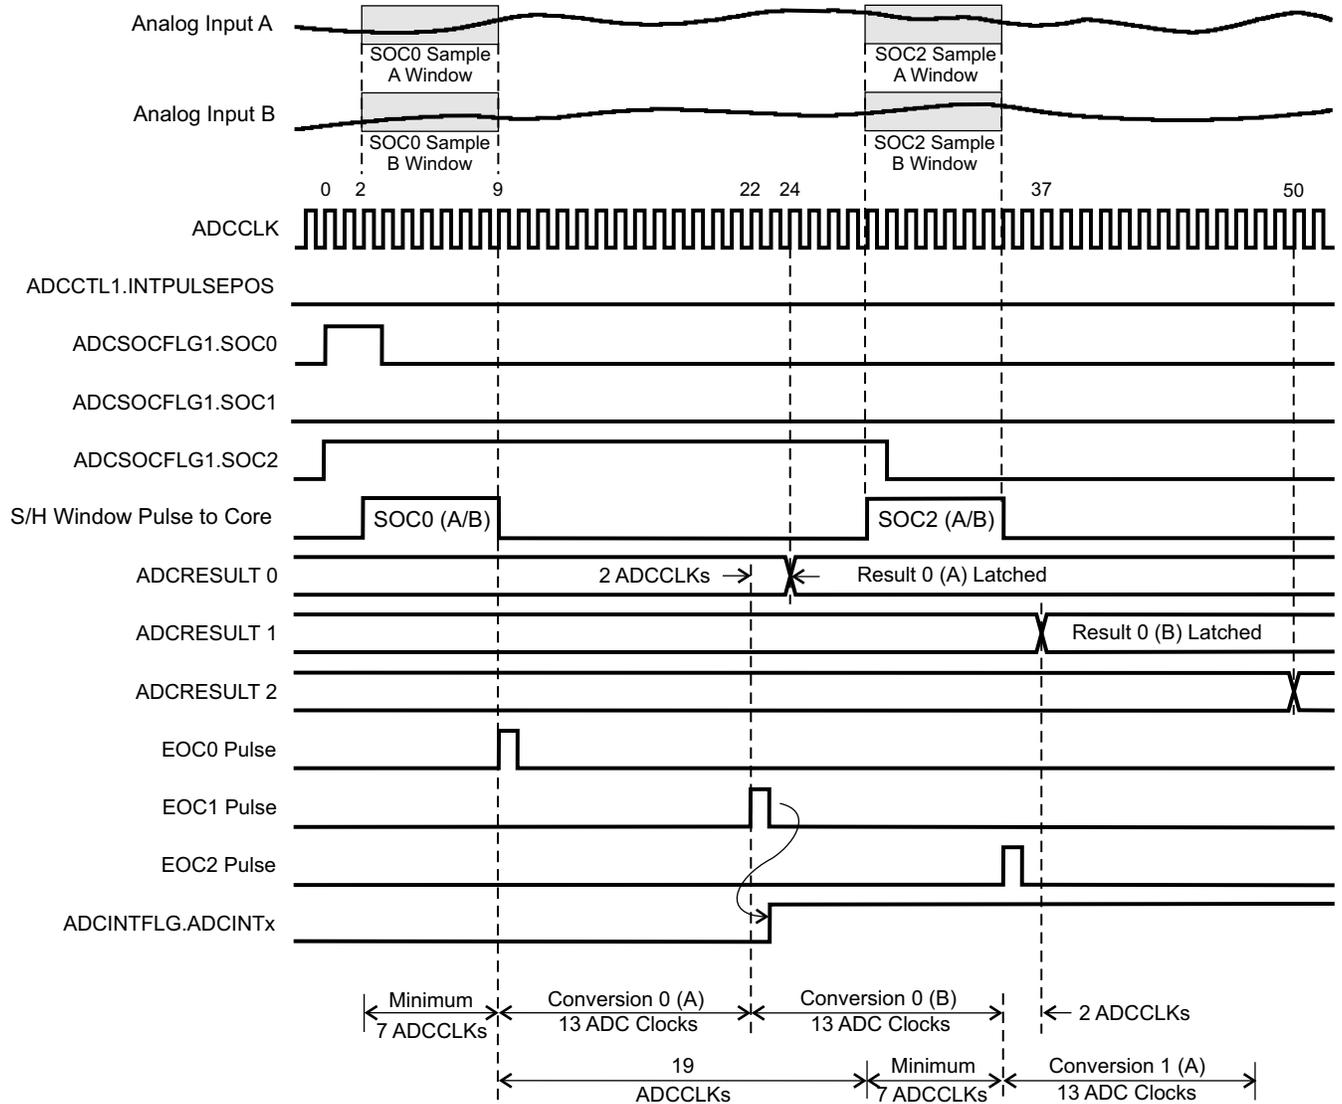 Analog Input A
SOC0 Sample
A Window
SOC2 Sample
A Window
Analog Input B
SOC0 Sample
B Window
SOC2 Sample
B Window
0 2 9 22 24 37 50
ADCCLK
ADCCTL1.INTPULSEPOS
ADCSOCFLG1.SOC0
ADCSOCFLG1.SOC1
ADCSOCFLG1.SOC2
S/H Window Pulse to Core SOC0 (A/B) SOC2 (A/B)
ADCRESULT 0 2 ADCCLKs Result 0 (A) Latched
ADCRESULT 1 Result 0 (B) Latched
ADCRESULT 2
EOC0 Pulse
EOC1 Pulse
EOC2 Pulse
ADCINTFLG.ADCINTx
Minimum
7 ADCCLKs
Conversion 0 (A)
13 ADC Clocks
Conversion 0 (B)
13 ADC Clocks
2 ADCCLKs
19
ADCCLKs
Minimum
7 ADCCLKs
Conversion 1 (A)
13 ADC Clocks